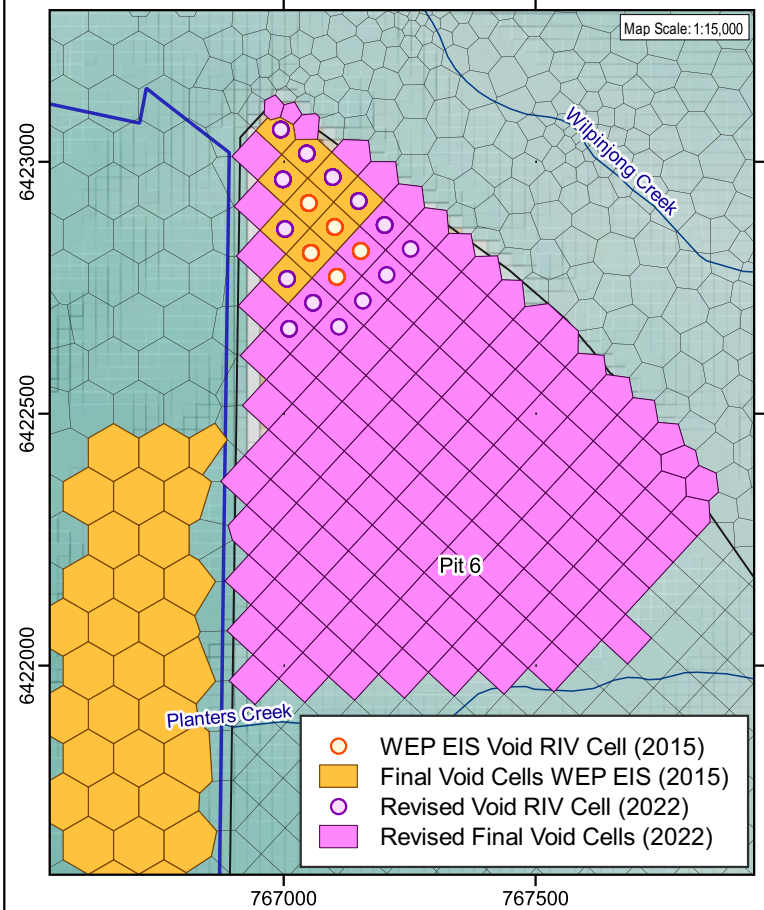 Map Scale: 1:15,000
Wilpinjong Creek
6423000
6422500
Pit 6
6422000
Planters Creek
WEP EIS Void RIV Cell (2015)
Final Void Cells WEP EIS (2015)
Revised Void RIV Cell (2022)
Revised Final Void Cells (2022)
767000
767500